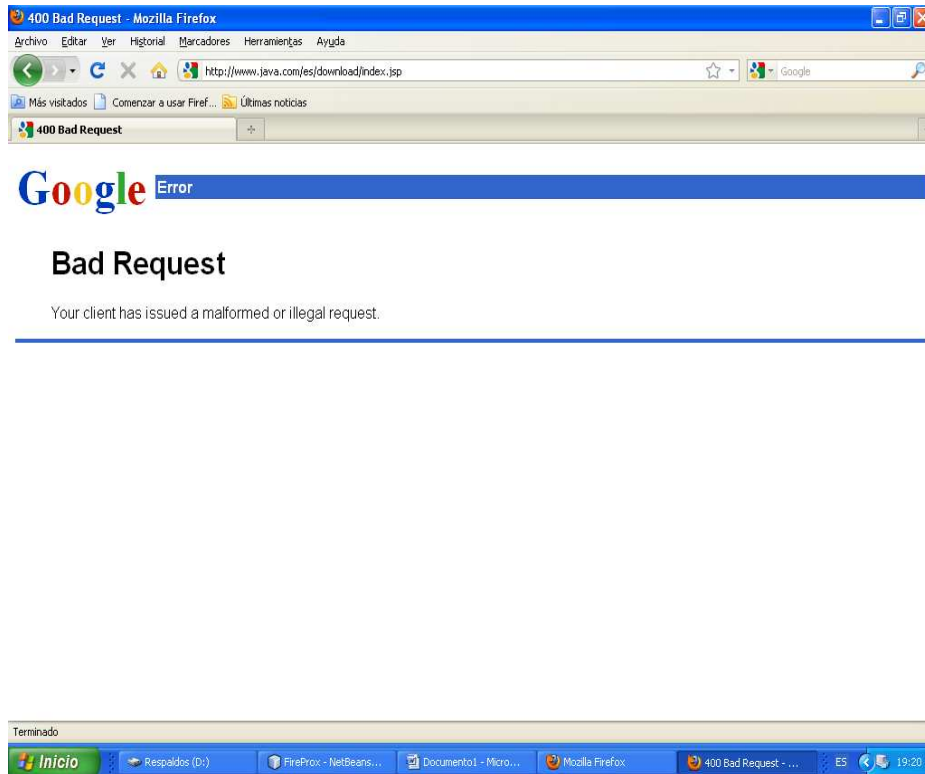 400 Bad Request - Mozilla Firefox
Archivo Editar Ver Historial Marcadores Herramientas Ayuda
http://www.java.com/es/download/index.jsp
Google
Más visitados Comenzar a usar Firef... Últimas noticias
400 Bad Request
Google Error
Bad Request
Your client has issued a malformed or illegal request.
Terminado
Inicio Respaldos (D:) FireProx - NetBeans... Documento1 - Micro... Mozilla Firefox 400 Bad Request - ... ES 19:20